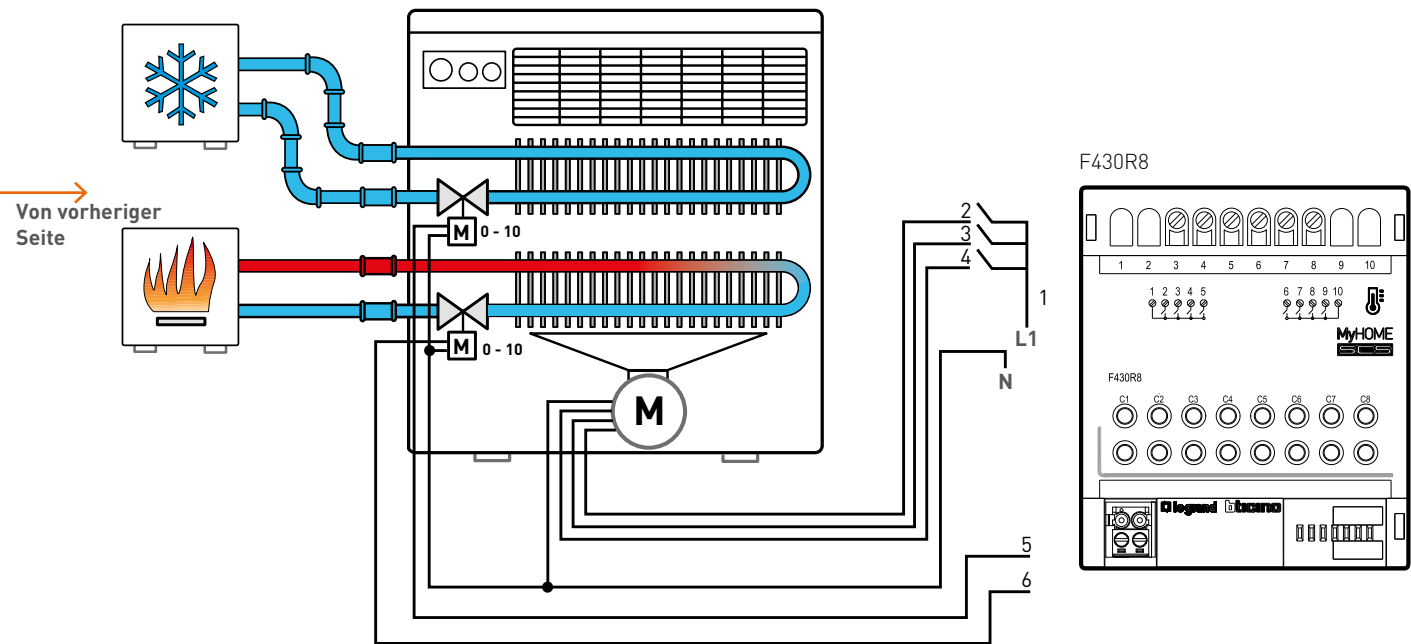 Von vorheriger
Seite
M 0 - 10
M 0 - 10
M
2
3
4
1
L1
N
5
6
F430R8
1 2 3 4 5 6 7 8 9 10
1 2 3 4 5
6 7 8 9 10
MyHOME
SCS
F430R8
C1 C2 C3 C4 C5 C6 C7 C8
legrand bticino